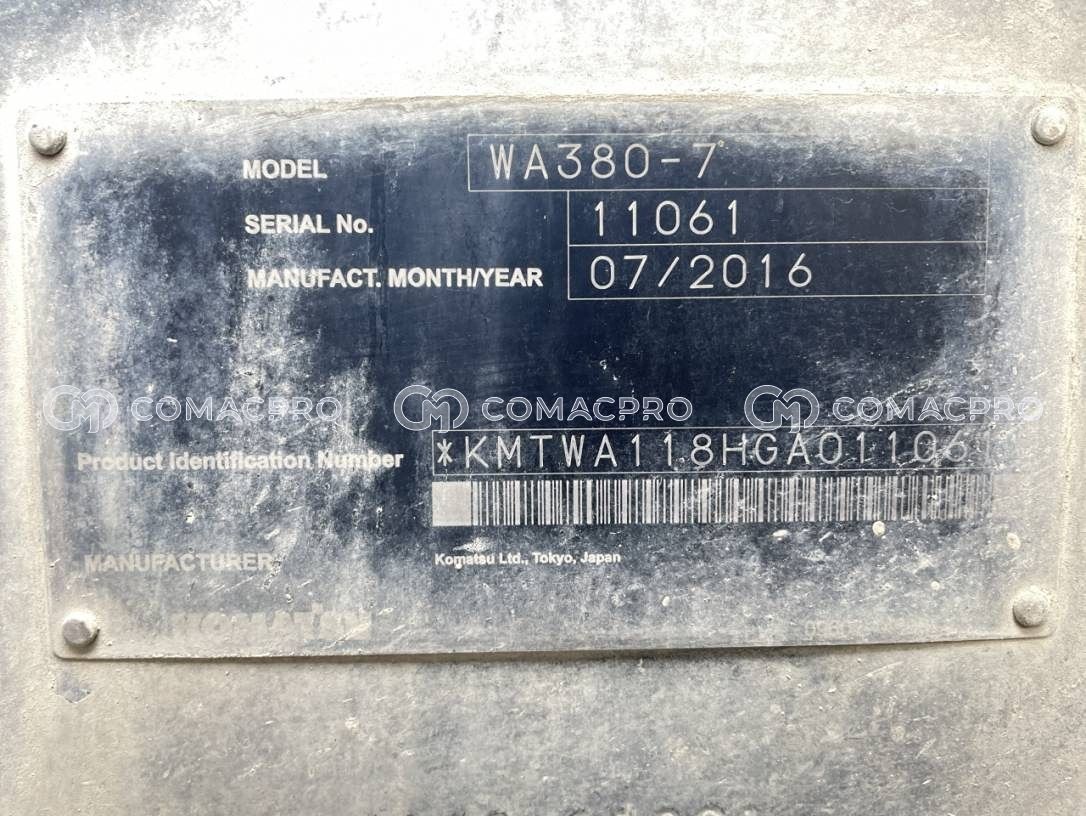 MODEL WA380-7
SERIAL No. 11061
MANUFACT. MONTH/YEAR 07/2016
COMACPRO COMACPRO COMACPRO
Product Identification Number *KMTWA118HGA01106
MANUFACTURER Komatsu Ltd., Tokyo, Japan
KOMATSU